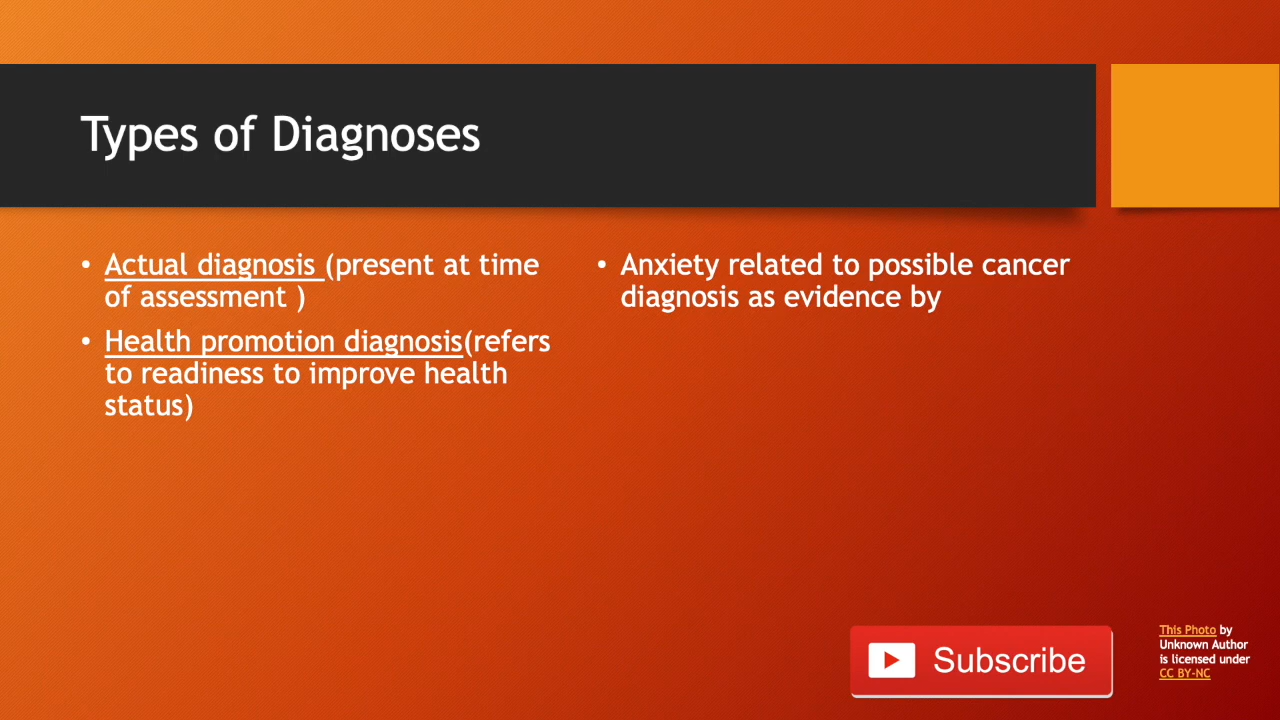 Types of Diagnoses
• Actual diagnosis (present at time
of assessment )
• Health promotion diagnosis(refers
to readiness to improve health
status)
• Anxiety related to possible cancer
diagnosis as evidence by
Subscribe
This Photo by
Unknown Author
is licensed under
CC BY-NC